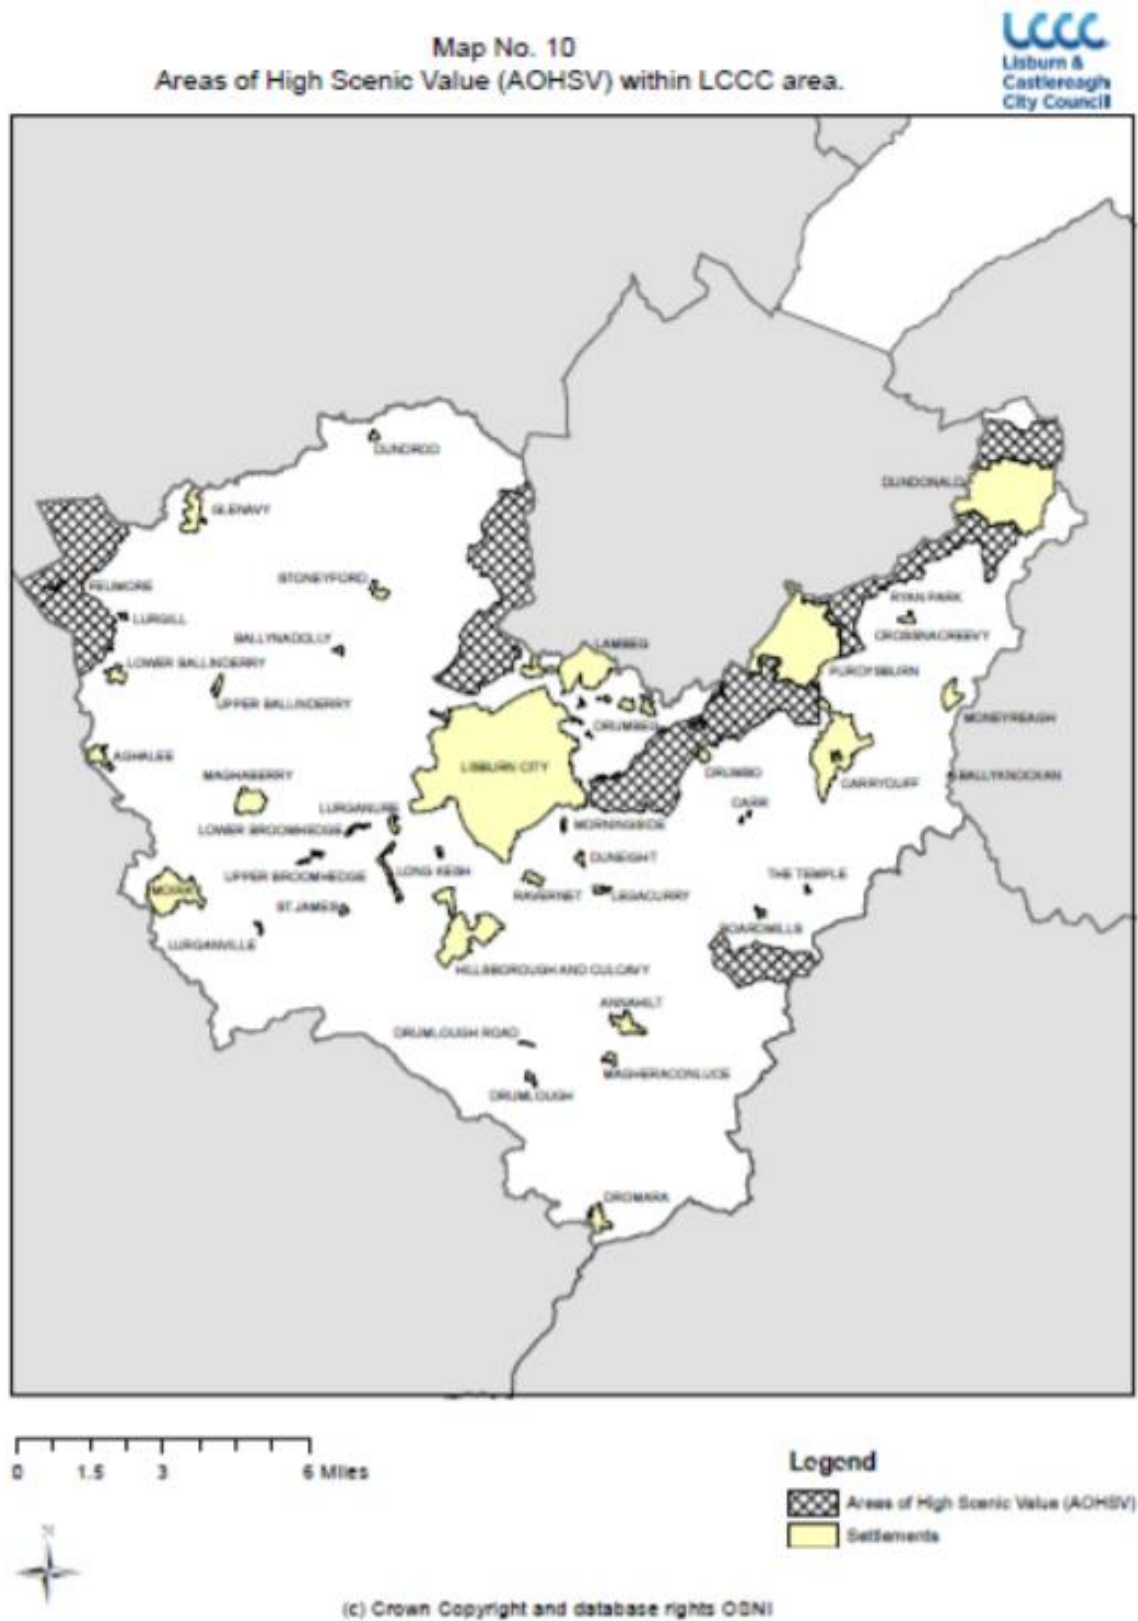 Map No. 10
Areas of High Scenic Value (AOHSV) within LCCC area.
LCCC
Lisburn &
Castlereagh
City Council
DUNDROD
DUNDONALD
GLENAVY
STONEYFORD
FEUMORE
RYAN PARK
LURGILL
CROSSNACREEVY
BALLYNADOLLY
LAMBEG
LOWER BALLINDERRY
PURDYSBURN
UPPER BALLINDERRY
MONEYREAGH
DRUMBEG
AGHALEE
LISBURN CITY
DRUMBO
BALLYKNOCKAN
MAGHABERRY
CARRYDUFF
CARR
LURGANURE
LOWER BROOMHEDGE
MORNINGSIDE
DUNEIGHT
LONG KESH
UPPER BROOMHEDGE
THE TEMPLE
MOIRA
RAVERNET
LEGACURRY
ST.JAMES
BOARDMILLS
LURGANVILLE
HILLSBOROUGH AND CULCAVY
ANNAHILT
DRUMLOUGH ROAD
MAGHERACONLUCE
DRUMLOUGH
DROMARA
0 1.5 3 6 Miles
Legend
Areas of High Scenic Value (AOHSV)
Settlements
N
(c) Crown Copyright and database rights OSNI